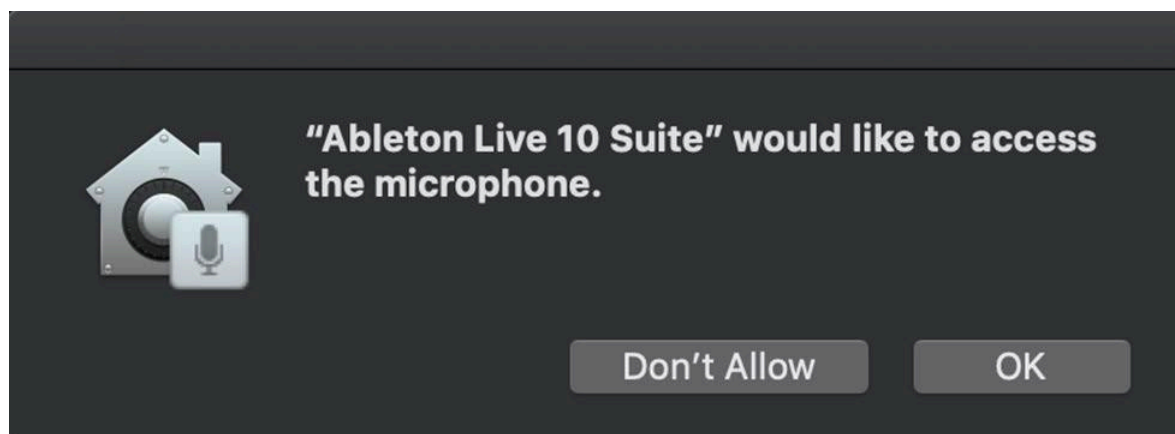 “Ableton Live 10 Suite” would like to access
the microphone.
Don’t Allow
OK